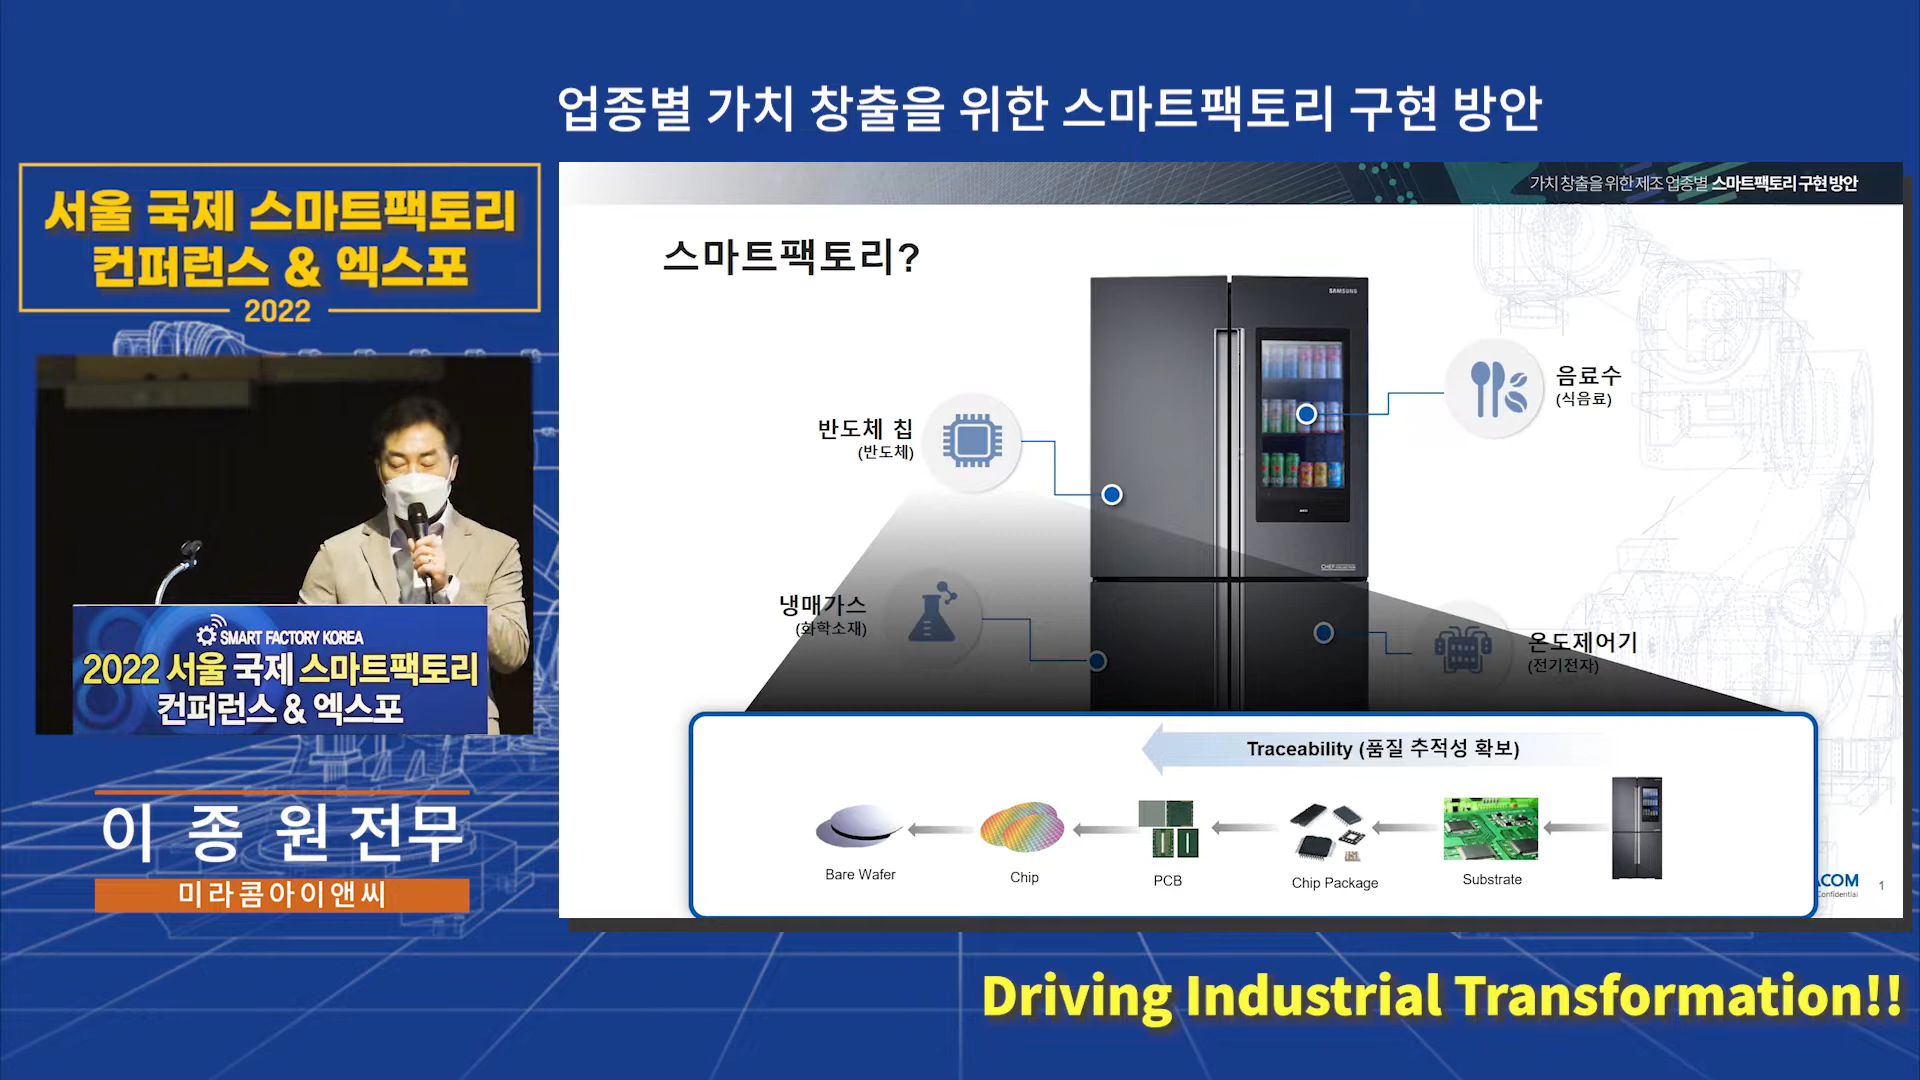 업종별 가치 창출을 위한 스마트팩토리 구현 방안
서울 국제 스마트팩토리
컨퍼런스 & 엑스포
2022
SMART FACTORY KOREA
2022 서울 국제 스마트팩토리
컨퍼런스 & 엑스포
이 종 원 전무
미라콤아이앤씨
가치 창출을 위한 제조 업종별 스마트팩토리 구현 방안
스마트팩토리?
SAMSUNG
반도체 칩
(반도체)
음료수
(식음료)
CHEF COLLECTION
냉매가스
(화학소재)
온도제어기
(전기전자)
Traceability (품질 추적성 확보)
Bare Wafer
Chip
PCB
Chip Package
Substrate
ACOM
Confidential
1
Driving Industrial Transformation!!